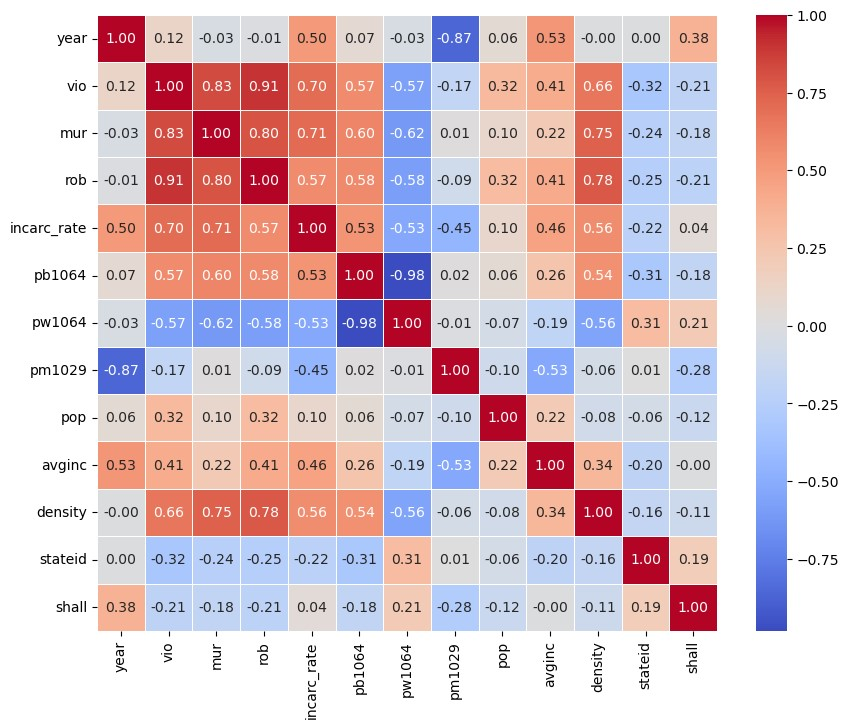 year 1.00 0.12 -0.03 -0.01 0.50 0.07 -0.03 -0.87 0.06 0.53 -0.00 0.00 0.38
vio 0.12 1.00 0.83 0.91 0.70 0.57 -0.57 -0.17 0.32 0.41 0.66 -0.32 -0.21
mur -0.03 0.83 1.00 0.80 0.71 0.60 -0.62 0.01 0.10 0.22 0.75 -0.24 -0.18
rob -0.01 0.91 0.80 1.00 0.57 0.58 -0.58 -0.09 0.32 0.41 0.78 -0.25 -0.21
incarc_rate 0.50 0.70 0.71 0.57 1.00 0.53 -0.53 -0.45 0.10 0.46 0.56 -0.22 0.04
pb1064 0.07 0.57 0.60 0.58 0.53 1.00 -0.98 0.02 0.06 0.26 0.54 -0.31 -0.18
pw1064 -0.03 -0.57 -0.62 -0.58 -0.53 -0.98 1.00 -0.01 -0.07 -0.19 -0.56 0.31 0.21
pm1029 -0.87 -0.17 0.01 -0.09 -0.45 0.02 -0.01 1.00 -0.10 -0.53 -0.06 0.01 -0.28
pop 0.06 0.32 0.10 0.32 0.10 0.06 -0.07 -0.10 1.00 0.22 -0.08 -0.06 -0.12
avginc 0.53 0.41 0.22 0.41 0.46 0.26 -0.19 -0.53 0.22 1.00 0.34 -0.20 -0.00
density -0.00 0.66 0.75 0.78 0.56 0.54 -0.56 -0.06 -0.08 0.34 1.00 -0.16 -0.11
stateid 0.00 -0.32 -0.24 -0.25 -0.22 -0.31 0.31 0.01 -0.06 -0.20 -0.16 1.00 0.19
shall 0.38 -0.21 -0.18 -0.21 0.04 -0.18 0.21 -0.28 -0.12 -0.00 -0.11 0.19 1.00
year vio mur rob incarc_rate pb1064 pw1064 pm1029 pop avginc density stateid shall
1.00
0.75
0.50
0.25
0.00
−0.25
−0.50
−0.75